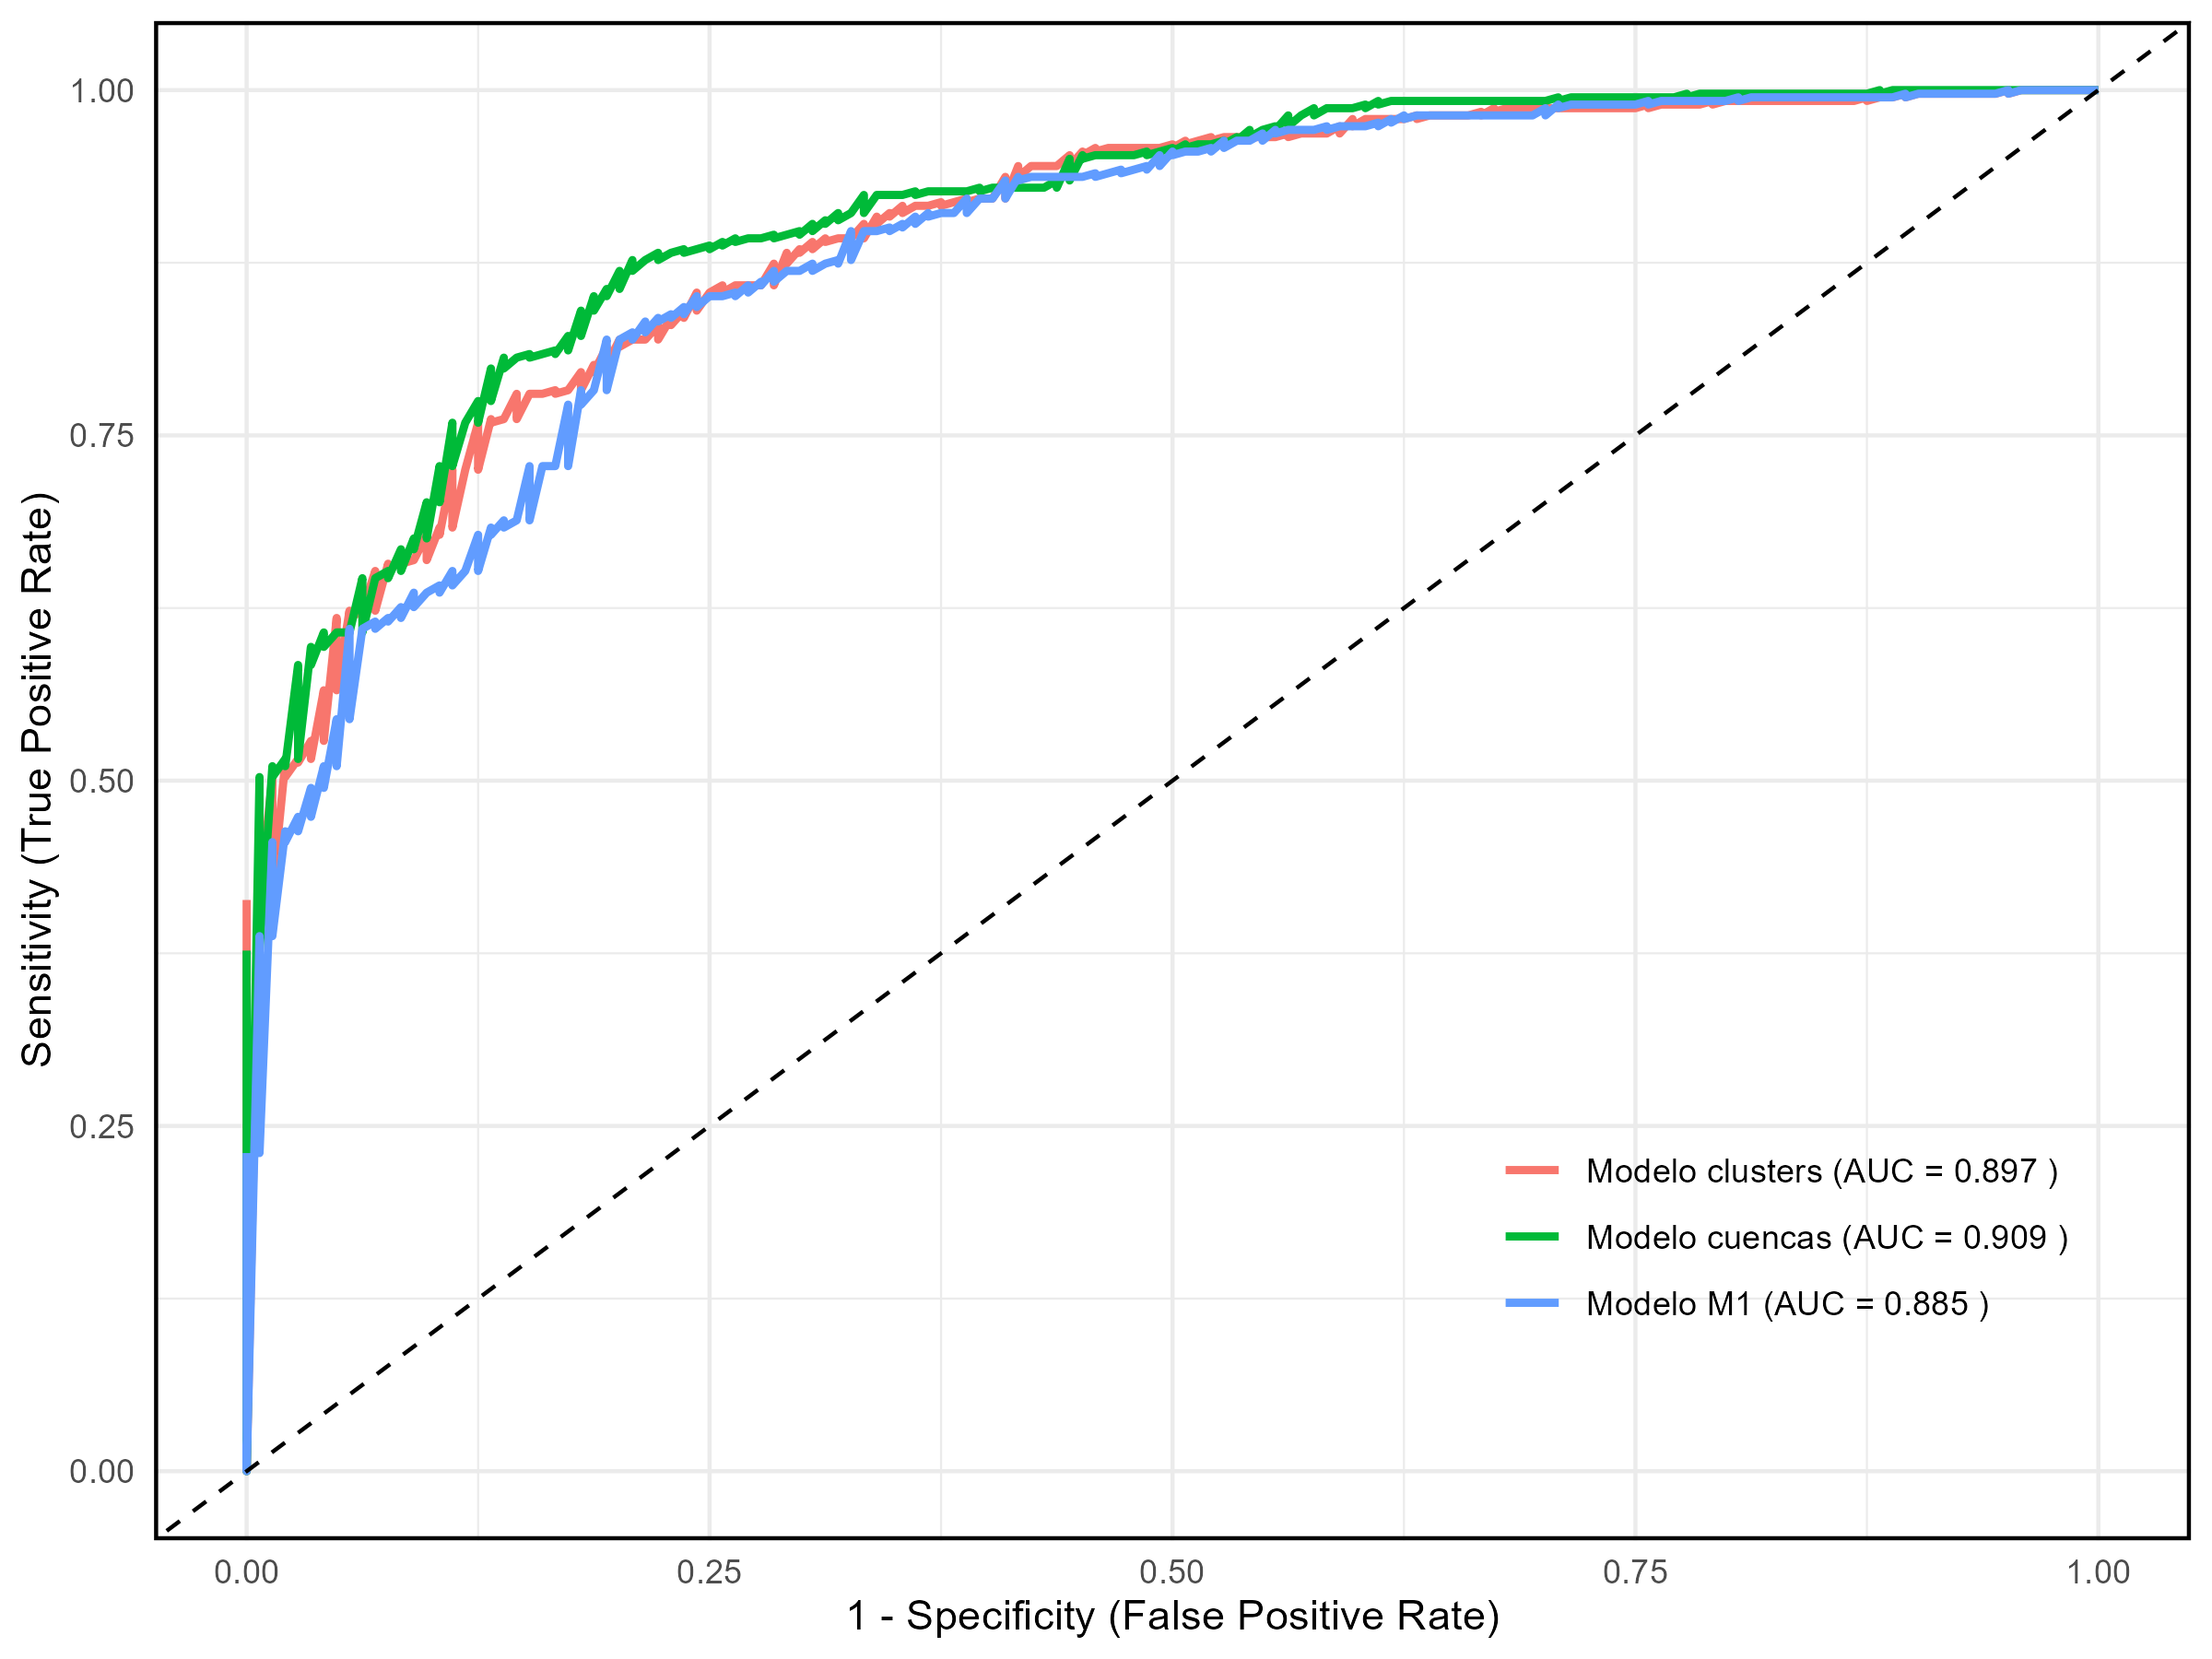 1.00
0.75
0.50
0.25
0.00
Sensitivity (True Positive Rate)
Modelo clusters (AUC = 0.897 )
Modelo cuencas (AUC = 0.909 )
Modelo M1 (AUC = 0.885 )
0.00 0.25 0.50 0.75 1.00
1 - Specificity (False Positive Rate)